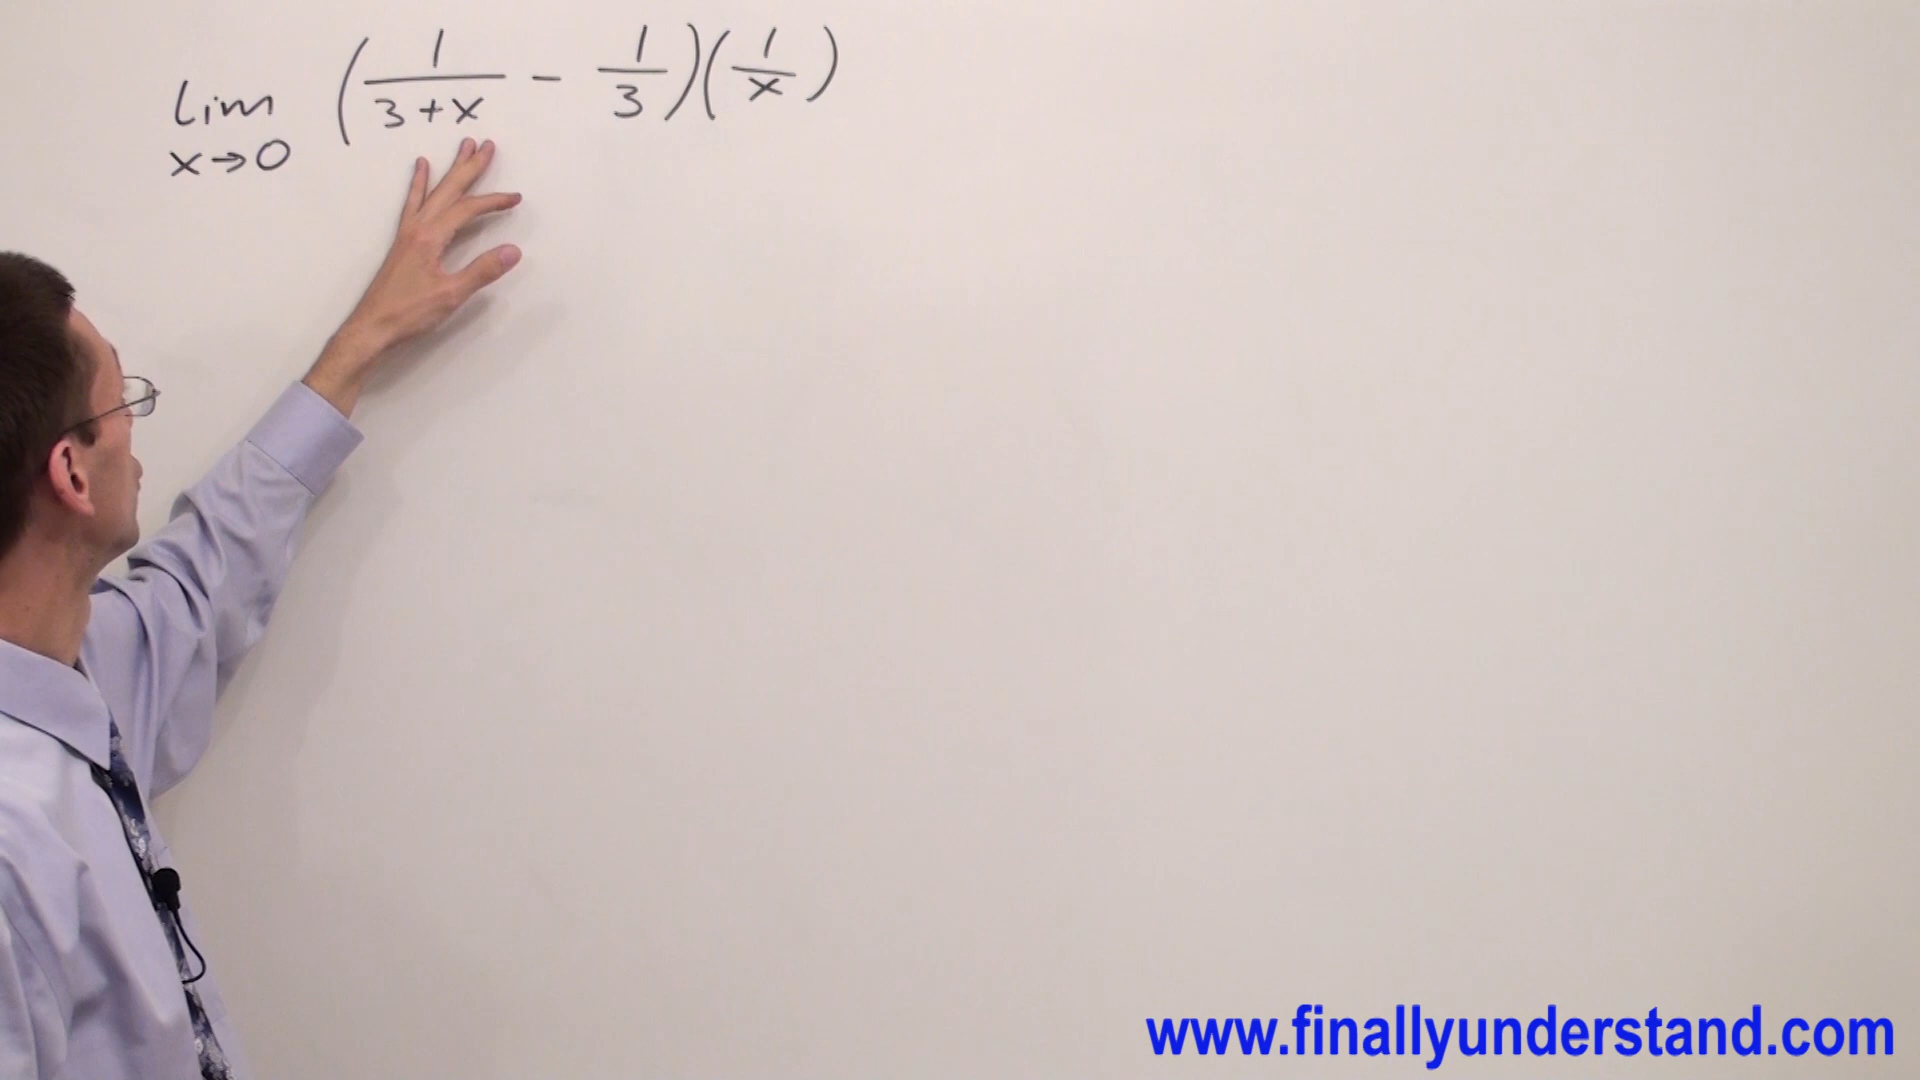 lim (1/(3+x) - 1/3)(1/x)
x→0
www.finallyunderstand.com